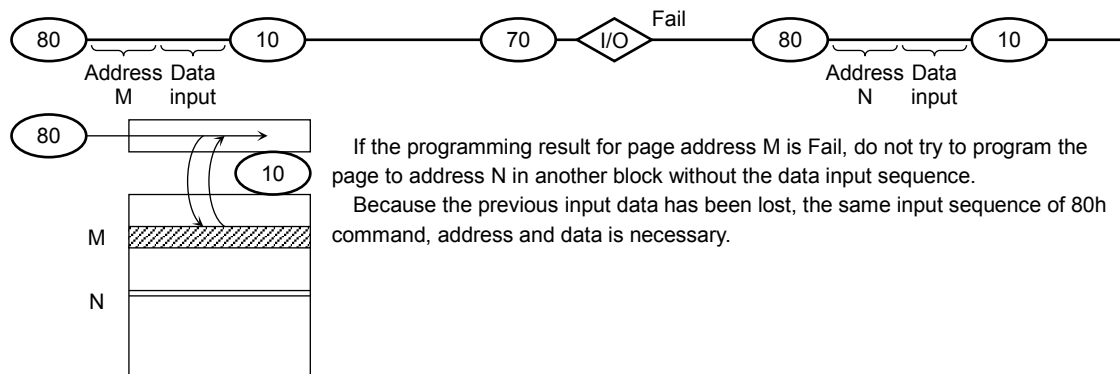 80 10 70 I/O Fail 80 10
Address Data Address Data
M input N input
80
10
If the programming result for page address M is Fail, do not try to program the
page to address N in another block without the data input sequence.
Because the previous input data has been lost, the same input sequence of 80h
command, address and data is necessary.
M
N